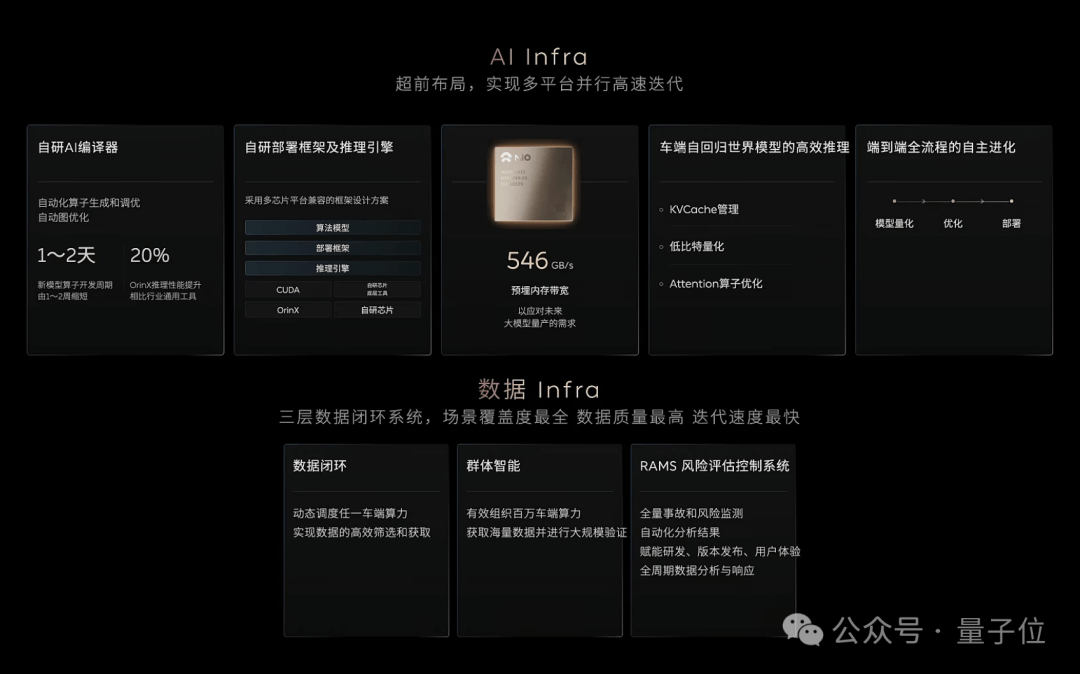 AI Infra
超前布局，实现多平台并行高速迭代
自研AI编译器
自动化算子生成和调优
自动图优化
1～2天
新模型算子开发周期
由1～2周缩短
20%
OrinX推理性能提升
相比行业通用工具
自研部署框架及推理引擎
采用多芯片平台兼容的框架设计方案
算法模型
部署框架
推理引擎
CUDA
自研芯片
底层工具
OrinX
自研芯片
NIO
546 GB/s
预埋内存带宽
以应对未来
大模型量产的需求
车端自回归世界模型的高效推理
KVCache管理
低比特量化
Attention算子优化
端到端全流程的自主进化
模型量化 优化 部署
数据 Infra
三层数据闭环系统，场景覆盖度最全 数据质量最高 迭代速度最快
数据闭环
动态调度任一车端算力
实现数据的高效筛选和获取
群体智能
有效组织百万车端算力
获取海量数据并进行大规模验证
RAMS 风险评估控制系统
全量事故和风险监测
自动化分析结果
赋能研发、版本发布、用户体验
全周期数据分析与响应
公众号 · 量子位